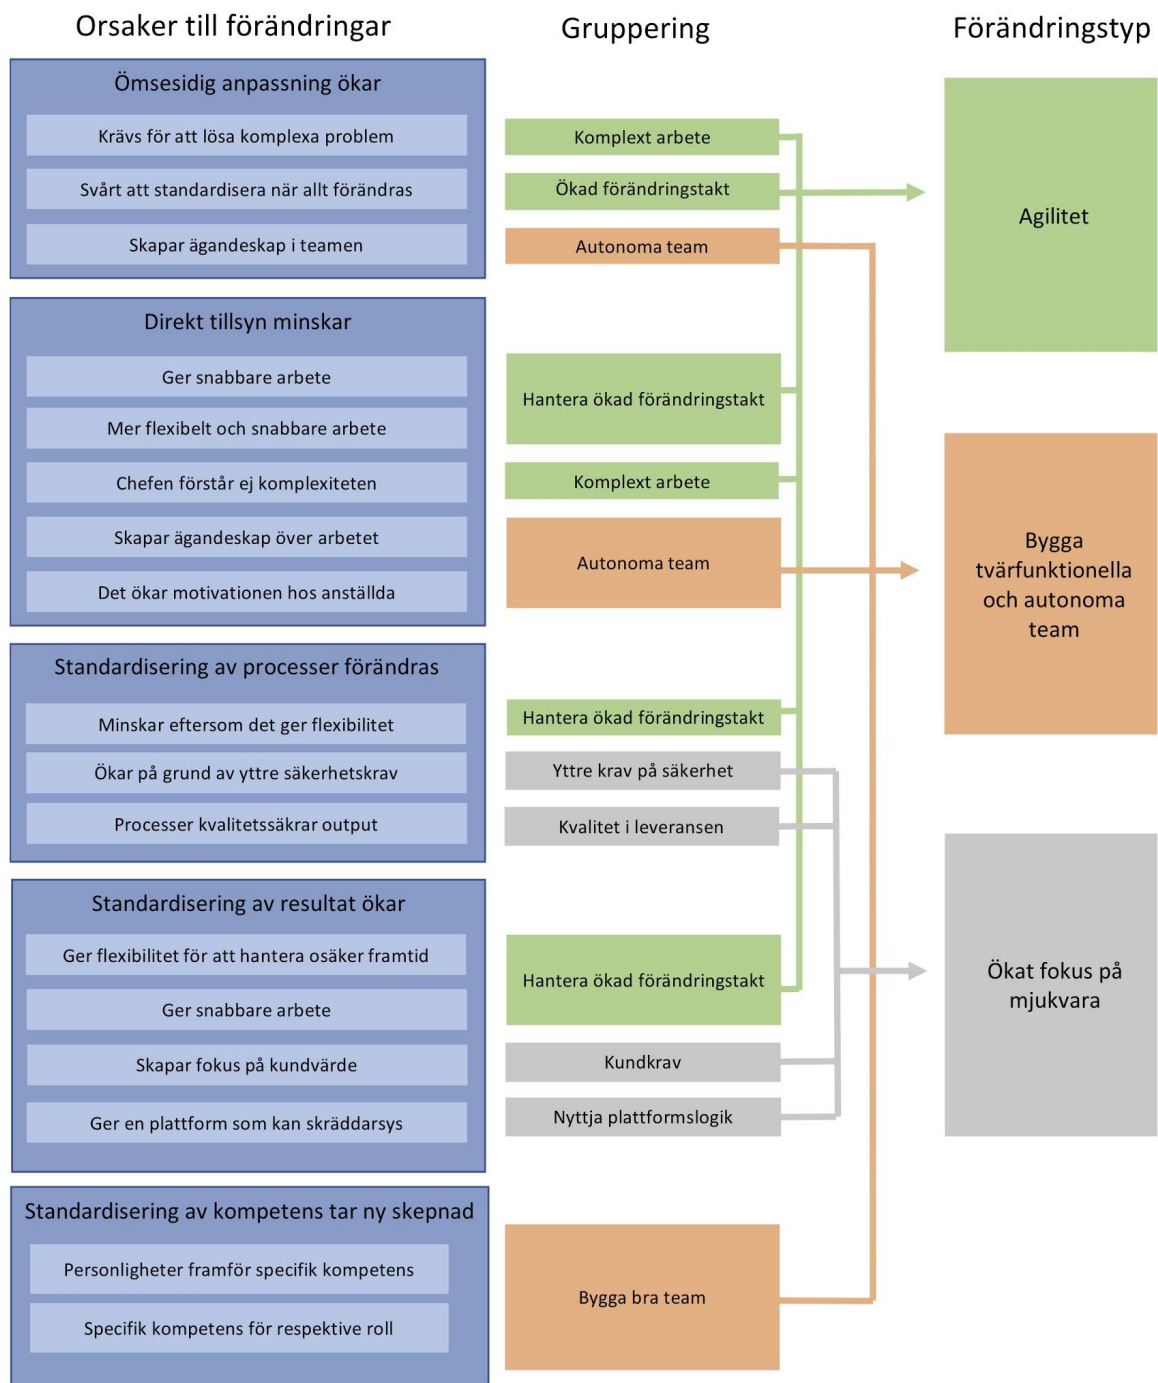 Orsaker till förändringar
Gruppering
Förändringstyp
Ömsesidig anpassning ökar
Krävs för att lösa komplexa problem
Svårt att standardisera när allt förändras
Skapar ägandeskap i teamen
Komplext arbete
Ökad förändringstakt
Autonoma team
Agilitet
Direkt tillsyn minskar
Ger snabbare arbete
Mer flexibelt och snabbare arbete
Chefen förstår ej komplexiteten
Skapar ägandeskap över arbetet
Det ökar motivationen hos anställda
Hantera ökad förändringstakt
Komplext arbete
Autonoma team
Bygga
tvärfunktionella
och autonoma
team
Standardisering av processer förändras
Minskar eftersom det ger flexibilitet
Ökar på grund av yttre säkerhetskrav
Processer kvalitetssäkrar output
Hantera ökad förändringstakt
Yttre krav på säkerhet
Kvalitet i leveransen
Standardisering av resultat ökar
Ger flexibilitet för att hantera osäker framtid
Ger snabbare arbete
Skapar fokus på kundvärde
Ger en plattform som kan skräddarsys
Hantera ökad förändringstakt
Kundkrav
Nyttja plattformslogik
Ökat fokus på
mjukvara
Standardisering av kompetens tar ny skepnad
Personligheter framför specifik kompetens
Specifik kompetens för respektive roll
Bygga bra team